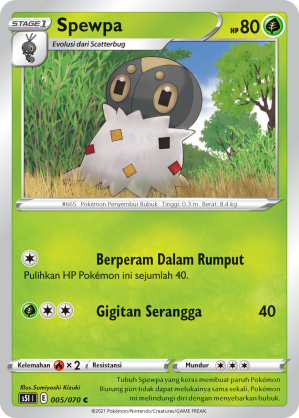 STAGE 1 Spewpa HP 80
Evolusi dari Scatterbug
#665 Pokémon Penyembur Bubuk Tinggi: 0.3 m Berat: 8.4 kg
Berperam Dalam Rumput
Pulihkan HP Pokémon ini sejumlah 40.
Gigitan Serangga 40
Kelemahan ×2 Resistansi Mundur
Illus. Sumiyoshi Kizuki
s5I I E 005/070 C
Tubuh Spewpa yang keras membuat paruh Pokémon
Burung pun tidak dapat melukainya sama sekali. Pokémon
ini melindungi diri dengan menyebarkan bubuk.
©2021 Pokémon/Nintendo/Creatures/GAME FREAK